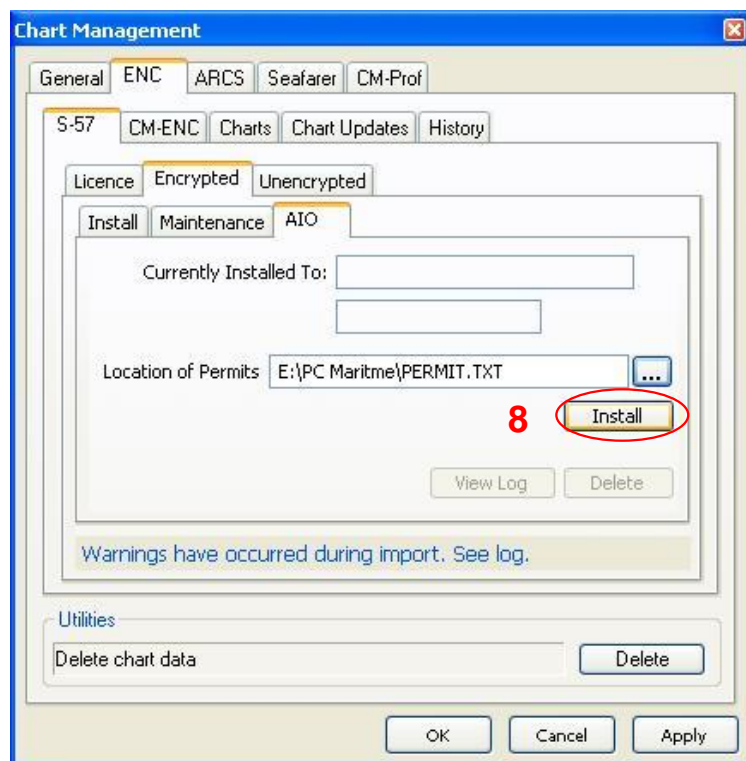 Chart Management
General ENC ARCS Seafarer CM-Prof
S-57 CM-ENC Charts Chart Updates History
Licence Encrypted Unencrypted
Install Maintenance AIO
Currently Installed To:
Location of Permits E:\PC Maritme\PERMIT.TXT ...
8 Install
View Log Delete
Warnings have occurred during import. See log.
Utilities
Delete chart data Delete
OK Cancel Apply